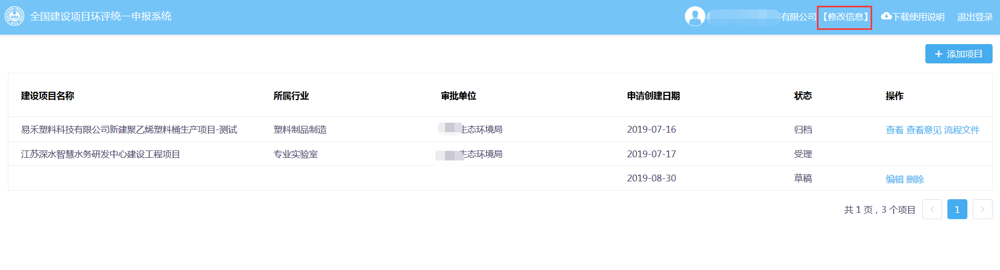 全国建设项目环评统一申报系统
有限公司【修改信息】 下载使用说明 退出登录
+ 添加项目
建设项目名称 所属行业 审批单位 申请创建日期 状态 操作
易禾塑料科技有限公司新建聚乙烯塑料桶生产项目-测试 塑料制品制造 生态环境局 2019-07-16 归档 查看 查看意见 流程文件
江苏深水智慧水务研发中心建设工程项目 专业实验室 生态环境局 2019-07-17 受理
2019-08-30 草稿 编辑 删除
共 1 页，3 个项目 < 1 >